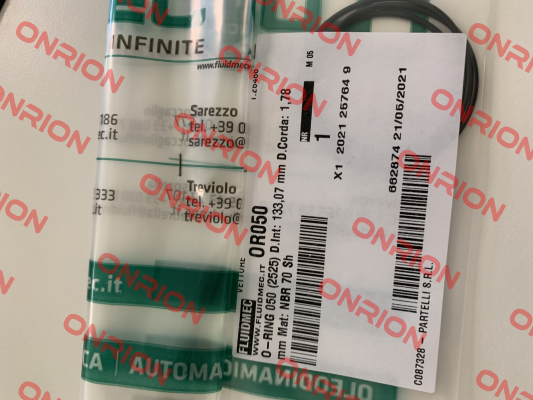 INFINITE
www.fluidmec.
186
ec.it
Sarezzo
tel. +39 0
sarezzo@
333
uid.it
Treviolo
tel. +39 0
treviolo@
ec.it
CA | AUTOMA
OLEODINAMICA
FLUIDMEC
WWW.FLUIDMEC.IT
OR050
O-RING 050 (2525) D.Int: 133,07 mm D.Corda: 1,78
mm Mat: NBR 70 Sh
NR
1
M 05
X1 2021 26764 9
662874 21/06/2021
C087328 - PARTELLI S.R.L.
ONRION